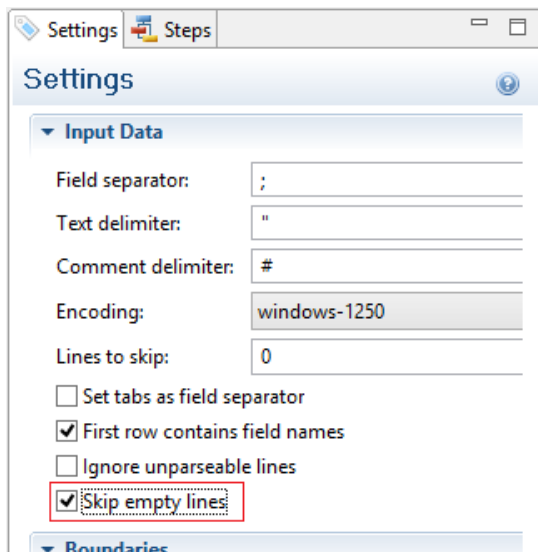 Settings Steps
Settings
Input Data
Field separator: ;
Text delimiter: "
Comment delimiter: #
Encoding: windows-1250
Lines to skip: 0
Set tabs as field separator
First row contains field names
Ignore unparseable lines
Skip empty lines
Boundaries